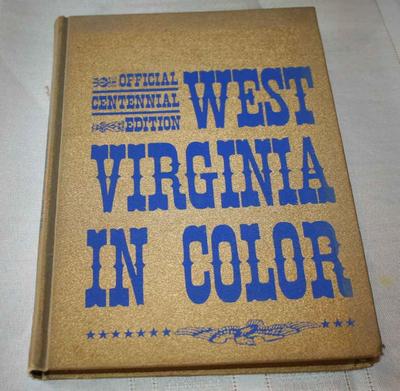 OFFICIAL
CENTENNIAL
EDITION
WEST
VIRGINIA
IN COLOR